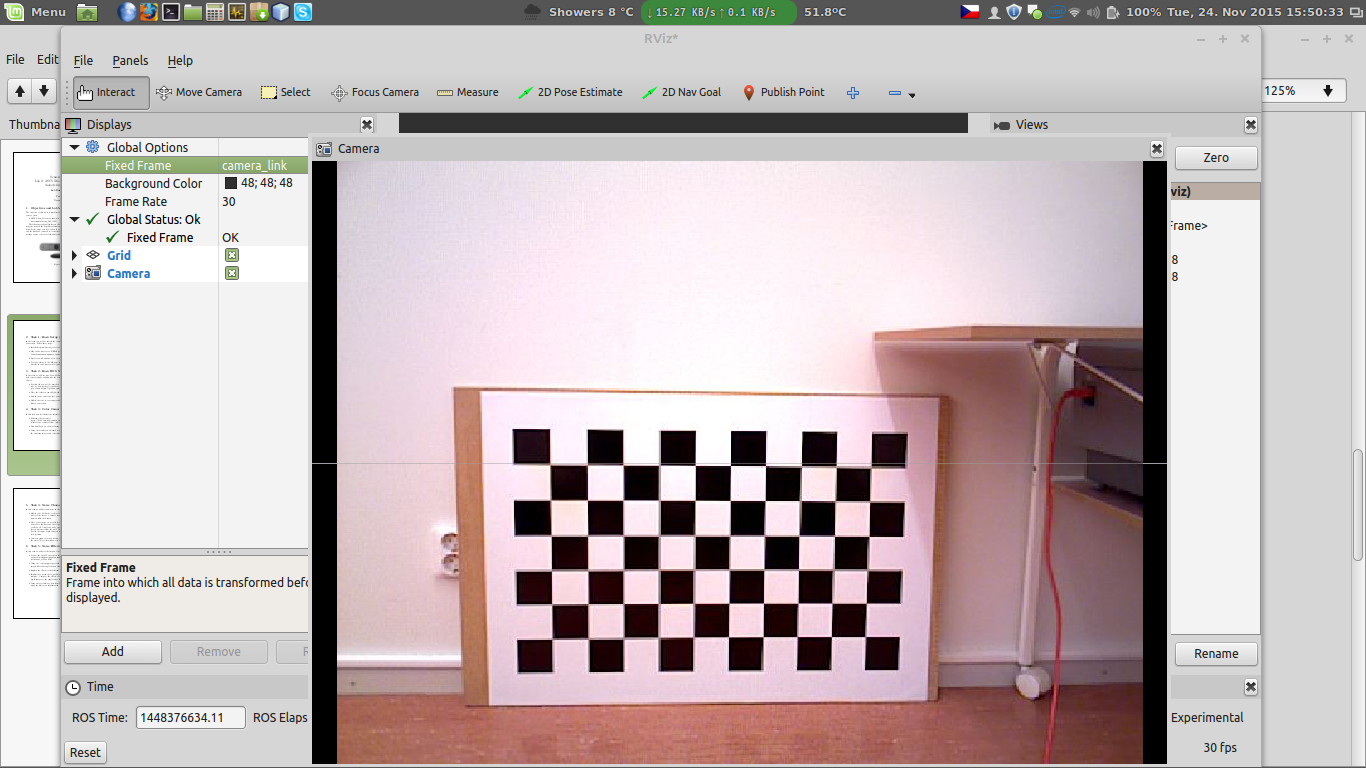 Menu Showers 8 °C ↓ 15.27 KB/s ↑ 0.1 KB/s 51.8ºC 100% Tue, 24. Nov 2015 15:50:33
RViz*
File Edit
File Panels Help
Interact Move Camera Select Focus Camera Measure 2D Pose Estimate 2D Nav Goal Publish Point
125%
Thumbna
Displays
Views
Camera
Zero
Global Options
Fixed Frame camera_link
Background Color 48; 48; 48
Frame Rate 30
Global Status: Ok
Fixed Frame OK
Grid
Camera
viz)
Frame>
8
8
Fixed Frame
Frame into which all data is transformed befo
displayed.
Add Remove R
Rename
Time
ROS Time: 1448376634.11 ROS Elaps
Experimental
Reset
30 fps